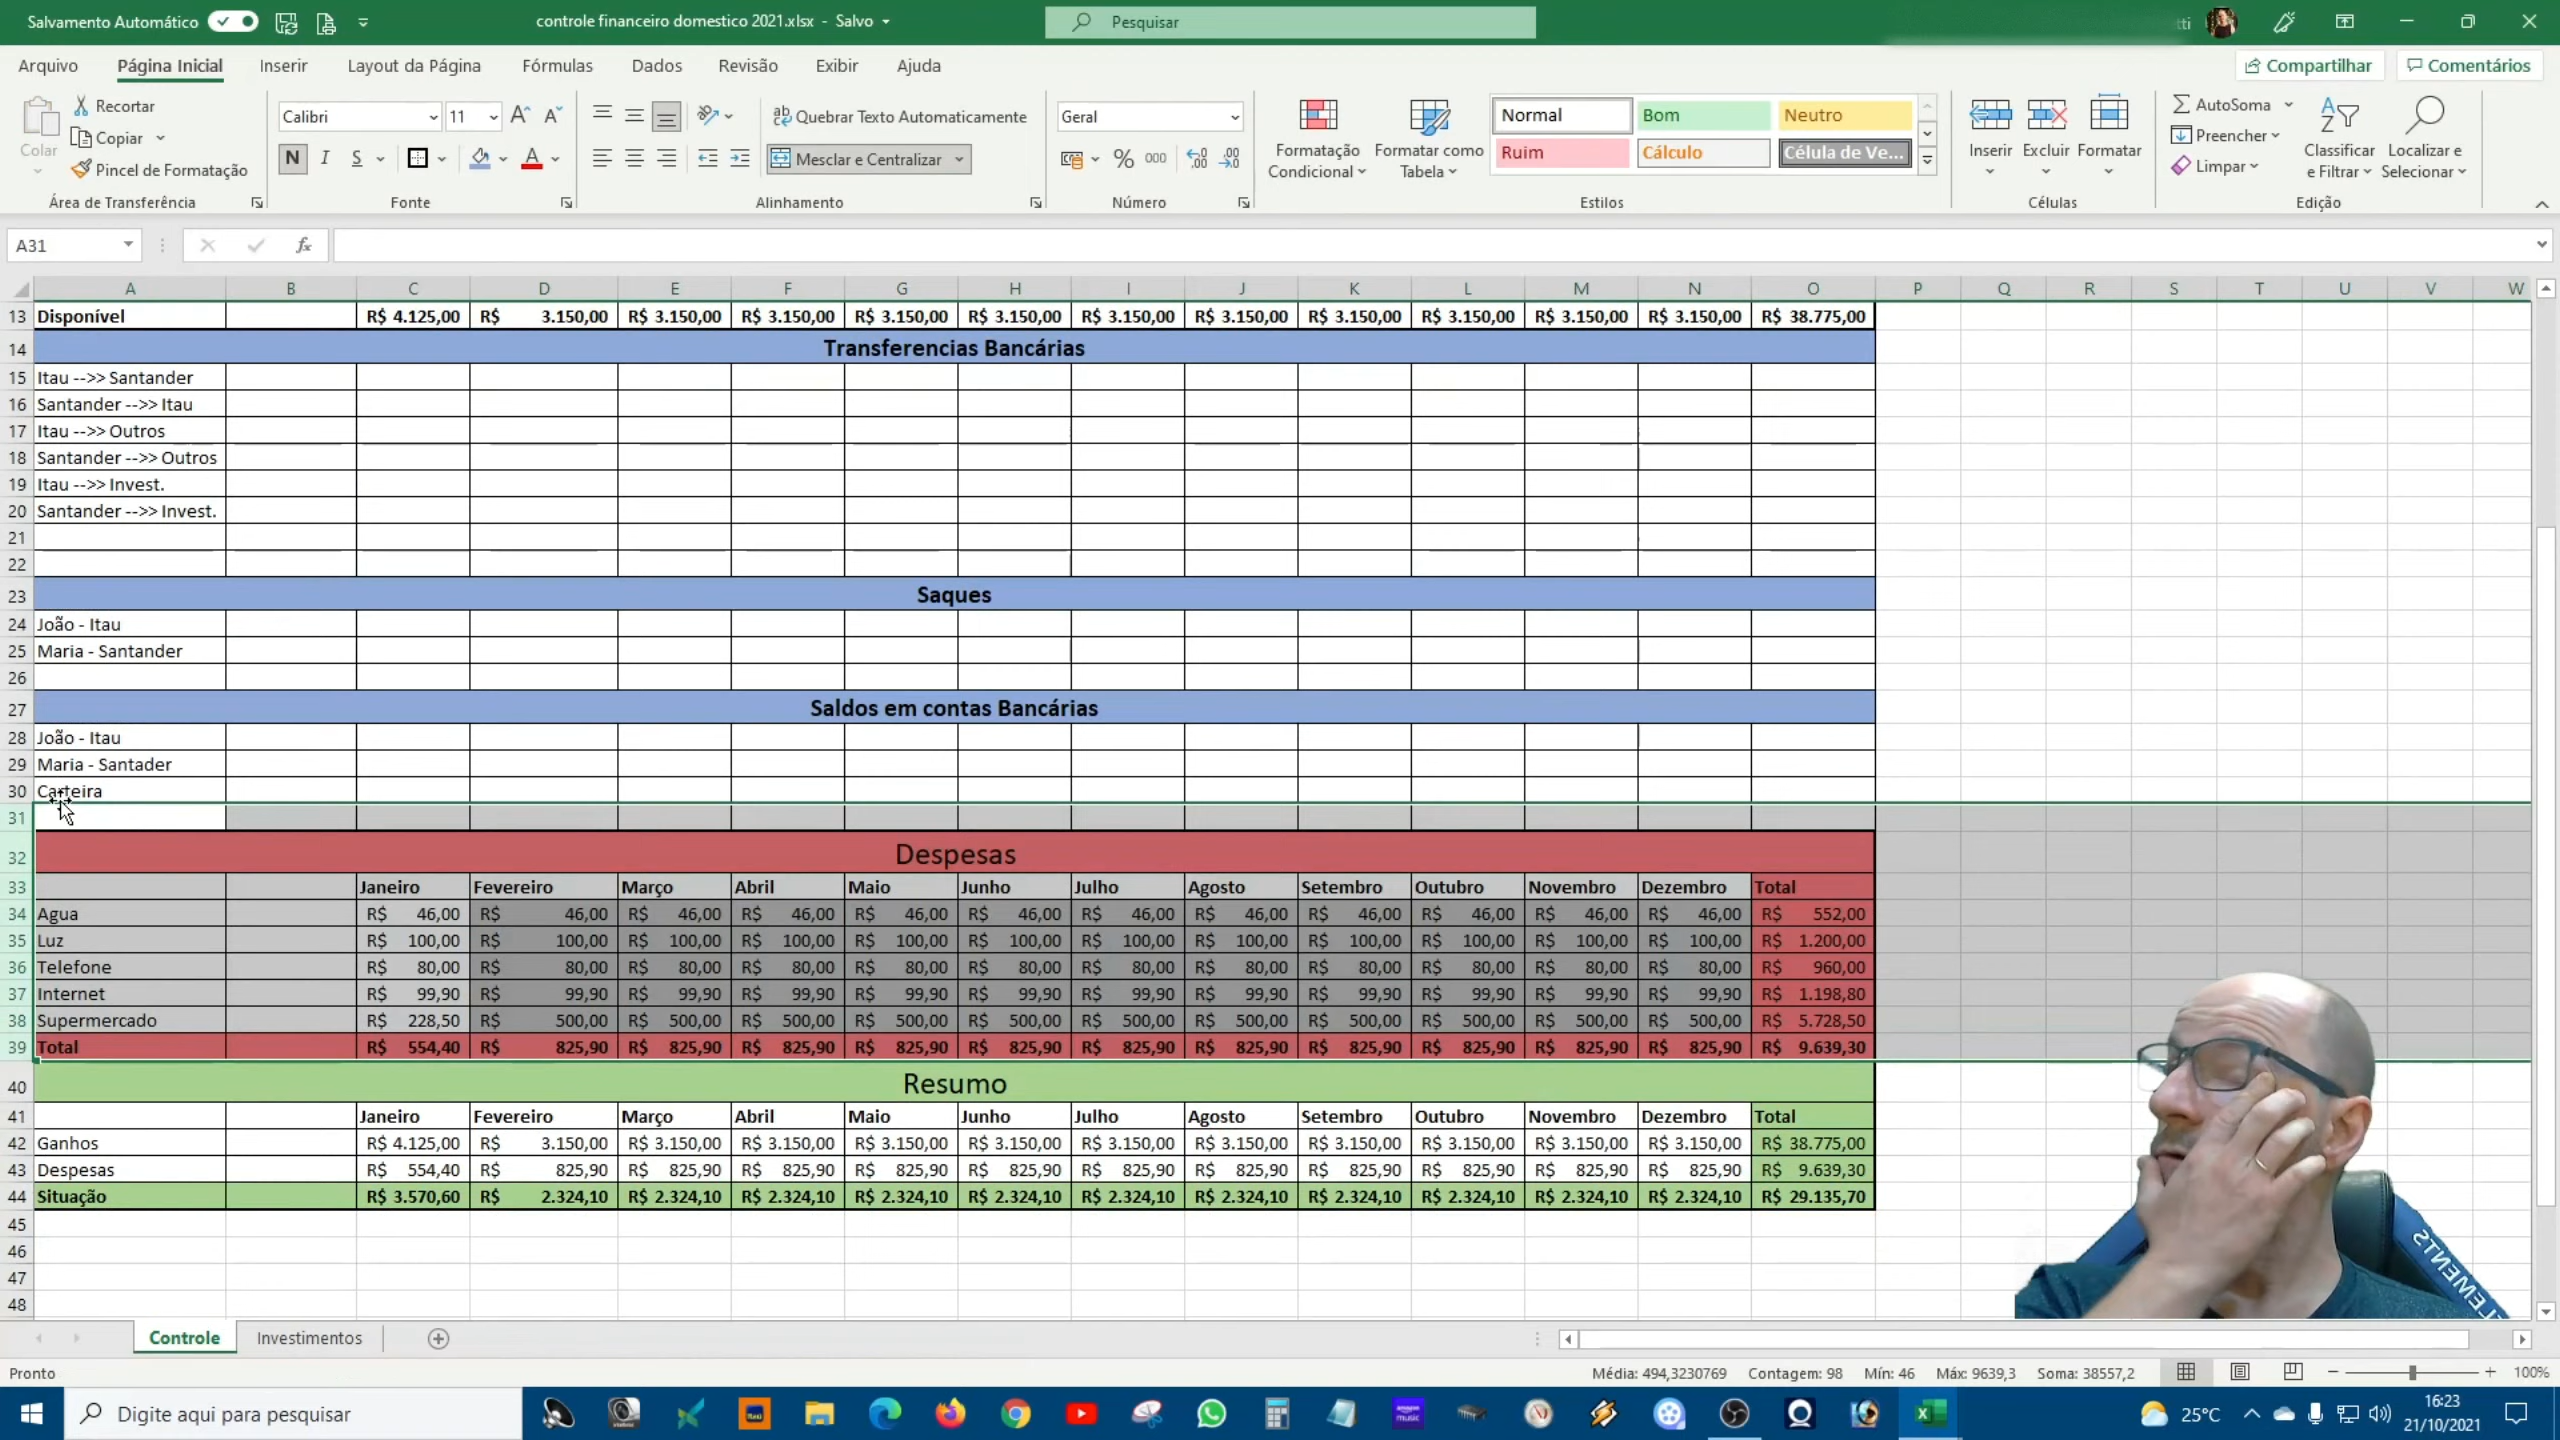 Salvamento Automático controle financeiro domestico 2021.xlsx - Salvo Pesquisar tti
Arquivo Página Inicial Inserir Layout da Página Fórmulas Dados Revisão Exibir Ajuda Compartilhar Comentários
Colar
Recortar
Copiar
Pincel de Formatação
Área de Transferência
Calibri 11
N I S
Fonte
Quebrar Texto Automaticamente
Mesclar e Centralizar
Alinhamento
Geral
% 000
Número
Formatação Condicional
Formatar como Tabela
Normal Bom Neutro
Ruim Cálculo Célula de Ve...
Estilos
Inserir Excluir Formatar
Células
AutoSoma
Preencher
Limpar
Classificar e Filtrar
Localizar e Selecionar
Edição
A31 fx
A B C D E F G H I J K L M N O P Q R S T U V W
13 Disponível R$ 4.125,00 R$ 3.150,00 R$ 3.150,00 R$ 3.150,00 R$ 3.150,00 R$ 3.150,00 R$ 3.150,00 R$ 3.150,00 R$ 3.150,00 R$ 3.150,00 R$ 3.150,00 R$ 3.150,00 R$ 38.775,00
14 Transferencias Bancárias
15 Itau -->> Santander
16 Santander -->> Itau
17 Itau -->> Outros
18 Santander -->> Outros
19 Itau -->> Invest.
20 Santander -->> Invest.
21
22
23 Saques
24 João - Itau
25 Maria - Santander
26
27 Saldos em contas Bancárias
28 João - Itau
29 Maria - Santader
30 Carteira
31
32 Despesas
33 Janeiro Fevereiro Março Abril Maio Junho Julho Agosto Setembro Outubro Novembro Dezembro Total
34 Agua R$ 46,00 R$ 46,00 R$ 46,00 R$ 46,00 R$ 46,00 R$ 46,00 R$ 46,00 R$ 46,00 R$ 46,00 R$ 46,00 R$ 46,00 R$ 46,00 R$ 552,00
35 Luz R$ 100,00 R$ 100,00 R$ 100,00 R$ 100,00 R$ 100,00 R$ 100,00 R$ 100,00 R$ 100,00 R$ 100,00 R$ 100,00 R$ 100,00 R$ 100,00 R$ 1.200,00
36 Telefone R$ 80,00 R$ 80,00 R$ 80,00 R$ 80,00 R$ 80,00 R$ 80,00 R$ 80,00 R$ 80,00 R$ 80,00 R$ 80,00 R$ 80,00 R$ 80,00 R$ 960,00
37 Internet R$ 99,90 R$ 99,90 R$ 99,90 R$ 99,90 R$ 99,90 R$ 99,90 R$ 99,90 R$ 99,90 R$ 99,90 R$ 99,90 R$ 99,90 R$ 99,90 R$ 1.198,80
38 Supermercado R$ 228,50 R$ 500,00 R$ 500,00 R$ 500,00 R$ 500,00 R$ 500,00 R$ 500,00 R$ 500,00 R$ 500,00 R$ 500,00 R$ 500,00 R$ 500,00 R$ 5.728,50
39 Total R$ 554,40 R$ 825,90 R$ 825,90 R$ 825,90 R$ 825,90 R$ 825,90 R$ 825,90 R$ 825,90 R$ 825,90 R$ 825,90 R$ 825,90 R$ 825,90 R$ 9.639,30
40 Resumo
41 Janeiro Fevereiro Março Abril Maio Junho Julho Agosto Setembro Outubro Novembro Dezembro Total
42 Ganhos R$ 4.125,00 R$ 3.150,00 R$ 3.150,00 R$ 3.150,00 R$ 3.150,00 R$ 3.150,00 R$ 3.150,00 R$ 3.150,00 R$ 3.150,00 R$ 3.150,00 R$ 3.150,00 R$ 3.150,00 R$ 38.775,00
43 Despesas R$ 554,40 R$ 825,90 R$ 825,90 R$ 825,90 R$ 825,90 R$ 825,90 R$ 825,90 R$ 825,90 R$ 825,90 R$ 825,90 R$ 825,90 R$ 825,90 R$ 9.639,30
44 Situação R$ 3.570,60 R$ 2.324,10 R$ 2.324,10 R$ 2.324,10 R$ 2.324,10 R$ 2.324,10 R$ 2.324,10 R$ 2.324,10 R$ 2.324,10 R$ 2.324,10 R$ 2.324,10 R$ 2.324,10 R$ 29.135,70
45
46
47
48
Controle Investimentos
Pronto Média: 494,3230769 Contagem: 98 Mín: 46 Máx: 9639,3 Soma: 38557,2 100%
Digite aqui para pesquisar 25°C 16:23
21/10/2021